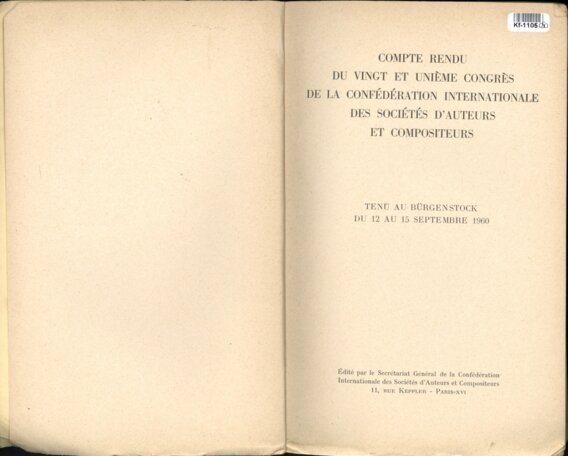 Kf-1105
COMPTE RENDU
DU VINGT ET UNIÈME CONGRÈS
DE LA CONFÉDÉRATION INTERNATIONALE
DES SOCIÉTÉS D'AUTEURS
ET COMPOSITEURS
TENU AU BÜRGENSTOCK
DU 12 AU 15 SEPTEMBRE 1960
Édité par le Secrétariat Général de la Confédération
Internationale des Sociétés d'Auteurs et Compositeurs
11, RUE KEPPLER - PARIS-XVI